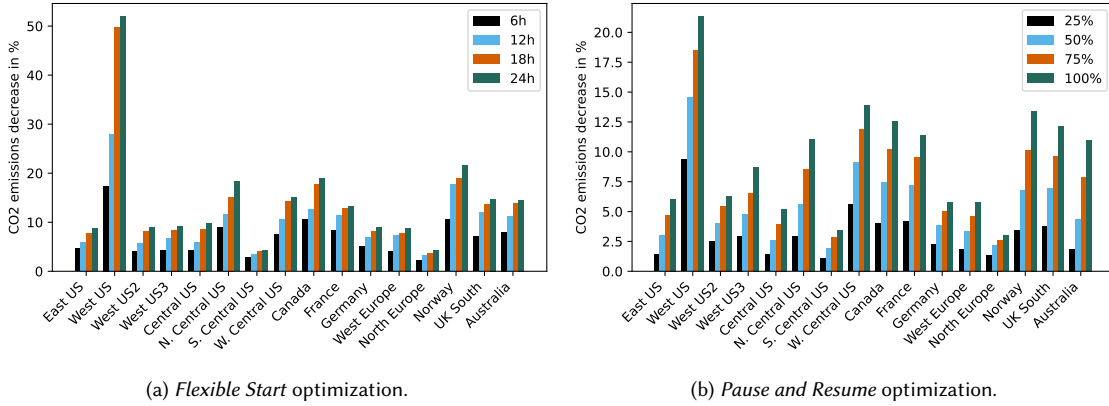 CO2 emissions decrease in %
50
40
30
20
10
0
6h
12h
18h
24h
East US
West US
West US2
West US3
Central US
N. Central US
S. Central US
W. Central US
Canada
France
Germany
West Europe
North Europe
Norway
UK South
Australia
(a) Flexible Start optimization.
CO2 emissions decrease in %
20.0
17.5
15.0
12.5
10.0
7.5
5.0
2.5
0.0
25%
50%
75%
100%
East US
West US
West US2
West US3
Central US
N. Central US
S. Central US
W. Central US
Canada
France
Germany
West Europe
North Europe
Norway
UK South
Australia
(b) Pause and Resume optimization.